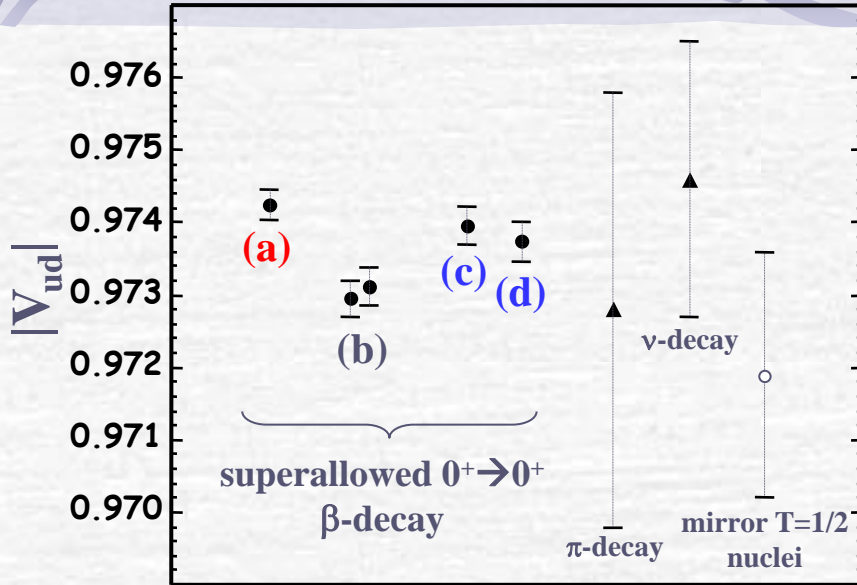 |V_ud|
0.976
0.975
0.974
0.973
0.972
0.971
0.970
(a)
(b)
(c)
(d)
superallowed 0⁺→0⁺
β-decay
π-decay
ν-decay
mirror T=1/2
nuclei